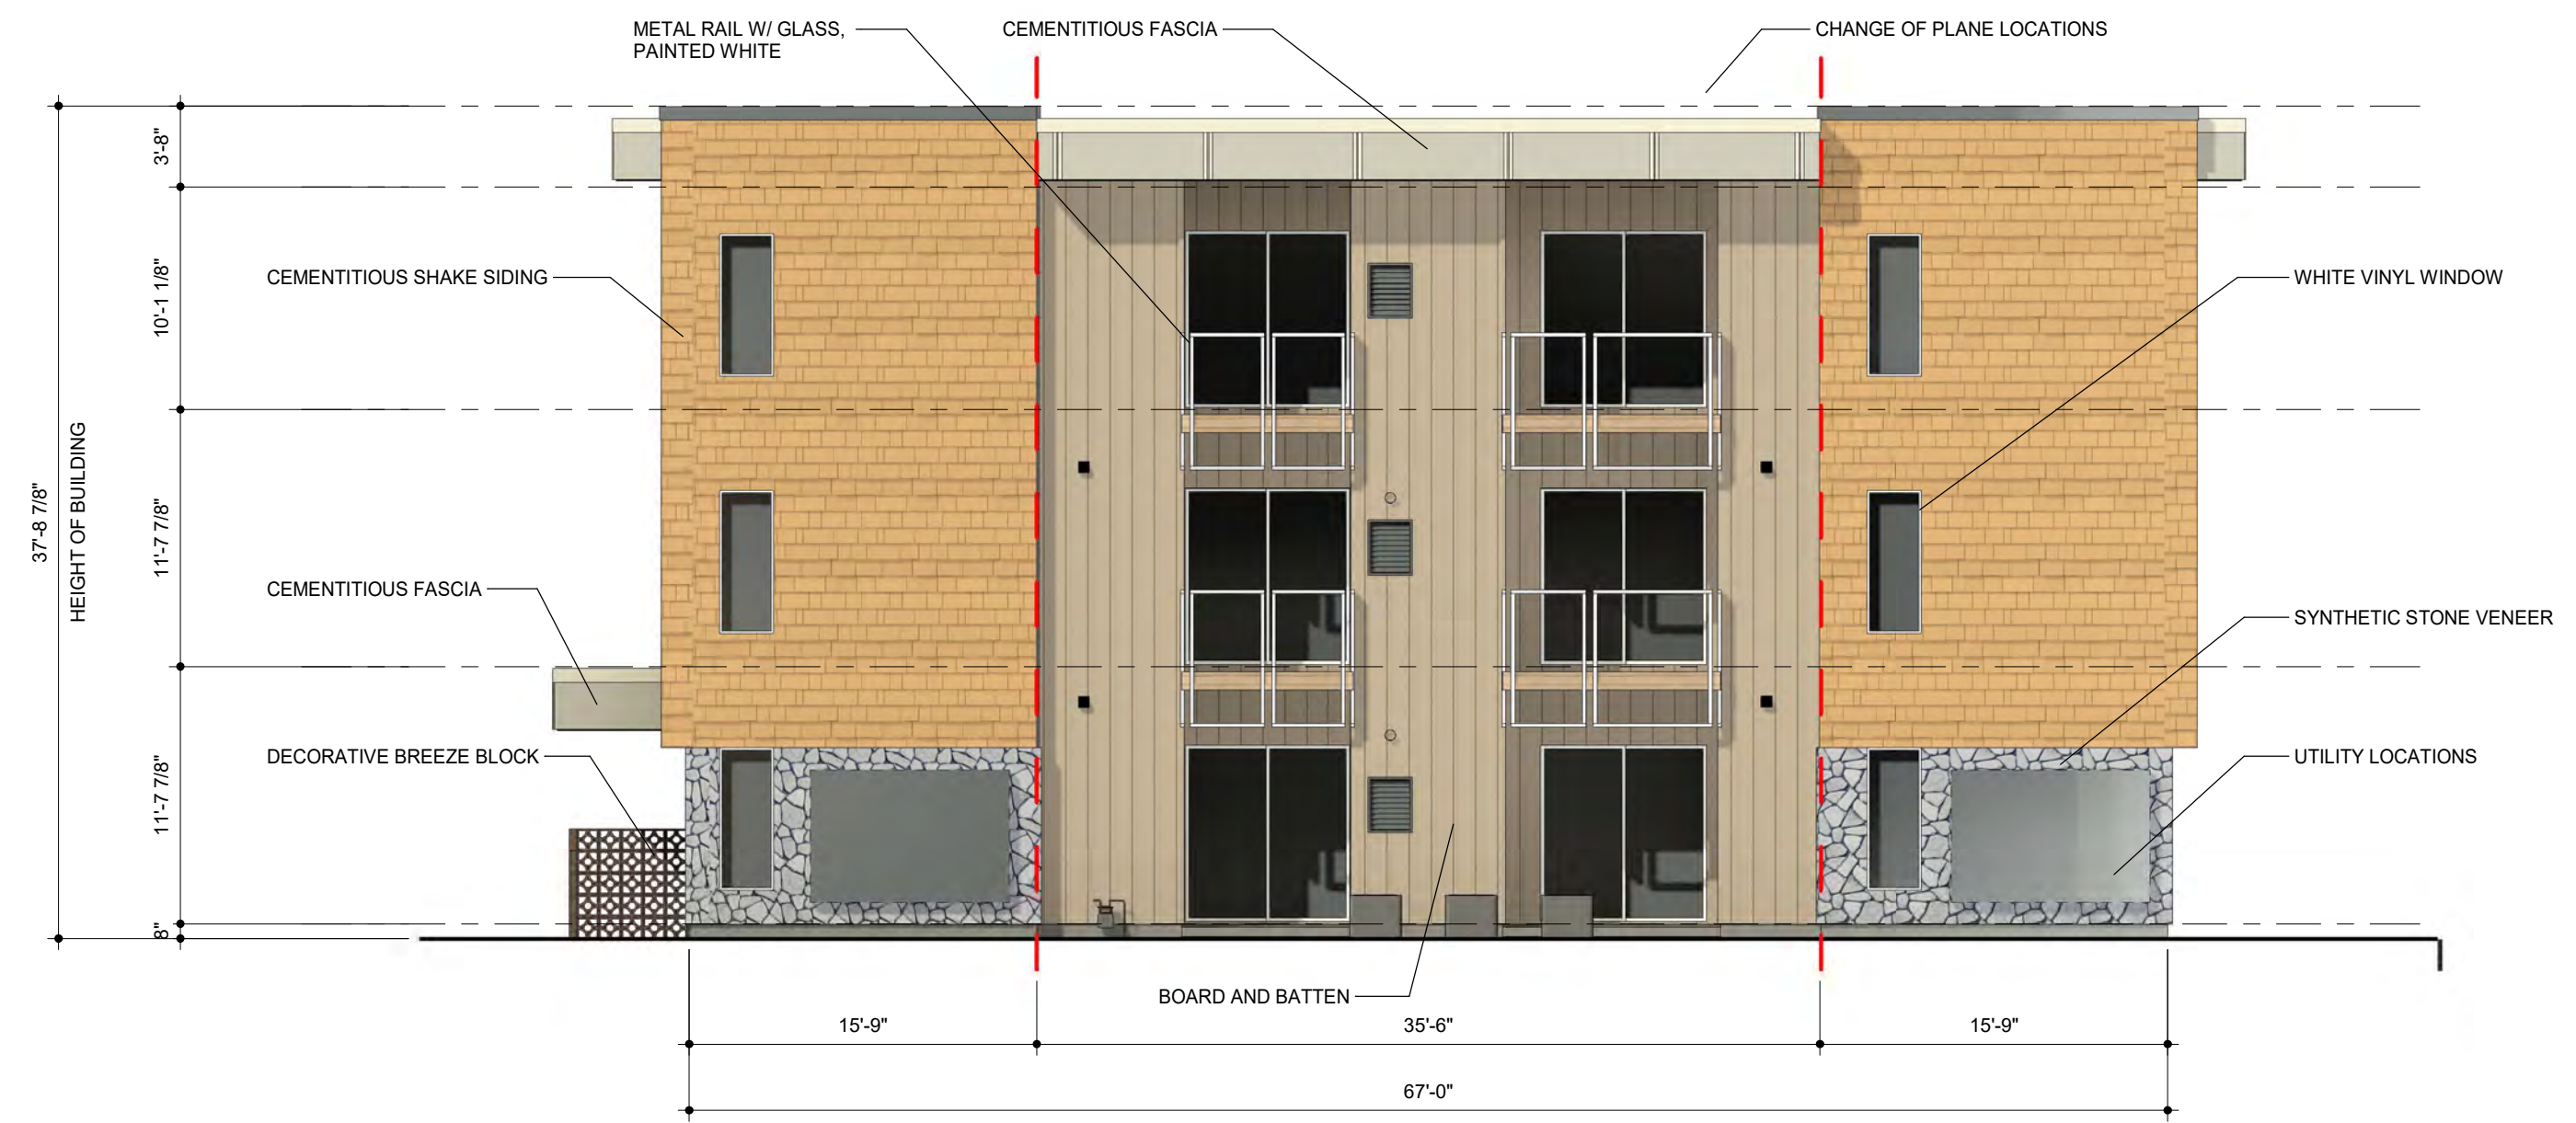 METAL RAIL W/ GLASS,
PAINTED WHITE
CEMENTITIOUS FASCIA
CHANGE OF PLANE LOCATIONS
3'-8"
10'-1 1/8"
11'-7 7/8"
11'-7 7/8"
8"
37'-8 7/8"
HEIGHT OF BUILDING
CEMENTITIOUS SHAKE SIDING
WHITE VINYL WINDOW
CEMENTITIOUS FASCIA
SYNTHETIC STONE VENEER
DECORATIVE BREEZE BLOCK
UTILITY LOCATIONS
BOARD AND BATTEN
15'-9"
35'-6"
15'-9"
67'-0"